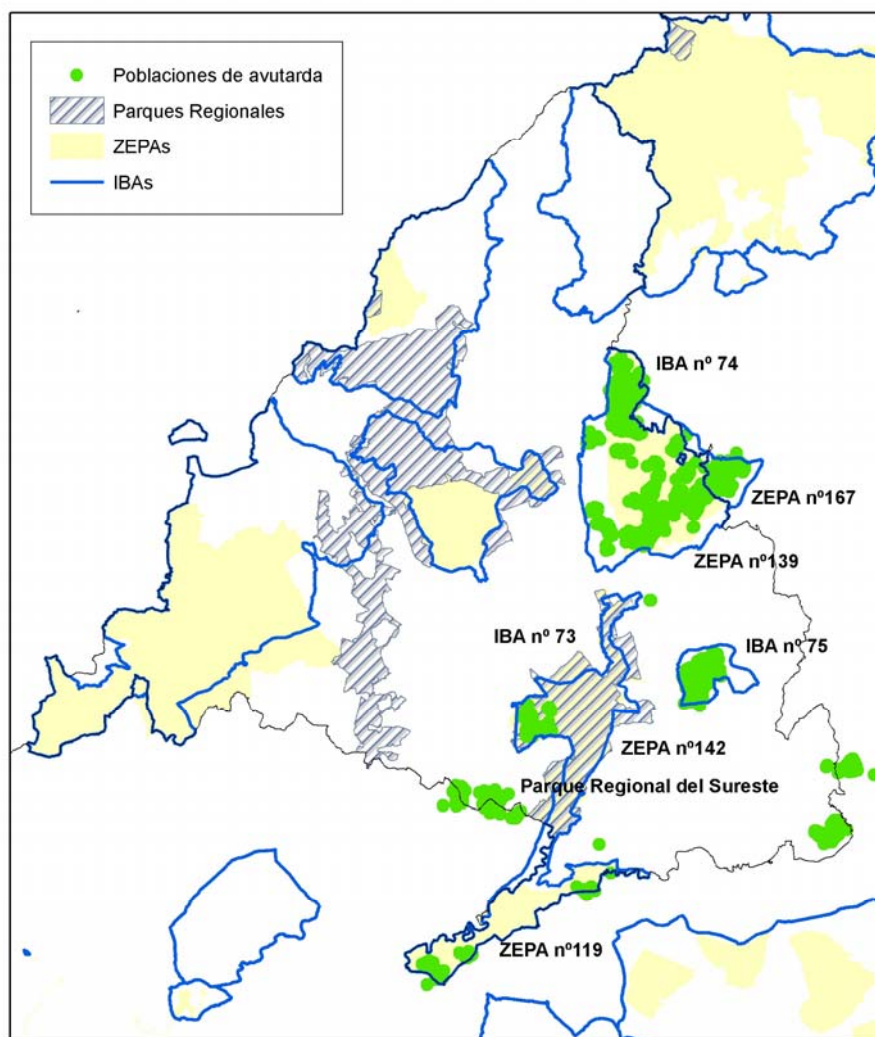 Poblaciones de avutarda
Parques Regionales
ZEPAs
IBAs
IBA nº 74
ZEPA nº167
ZEPA nº139
IBA nº 73
IBA nº 75
ZEPA nº142
Parque Regional del Sureste
ZEPA nº119